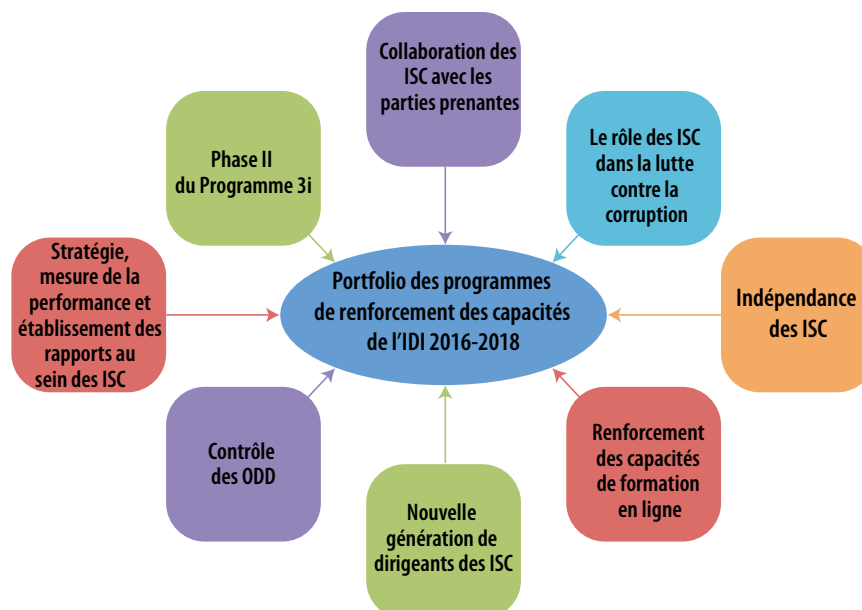 Collaboration des
ISC avec les
parties prenantes
Phase II
du Programme 3i
Le rôle des ISC
dans la lutte
contre la
corruption
Stratégie,
mesure de la
performance et
établissement des
rapports au
sein des ISC
Portfolio des programmes
de renforcement des capacités
de l'IDI 2016-2018
Indépendance
des ISC
Contrôle
des ODD
Nouvelle
génération de
dirigeants des ISC
Renforcement
des capacités
de formation
en ligne